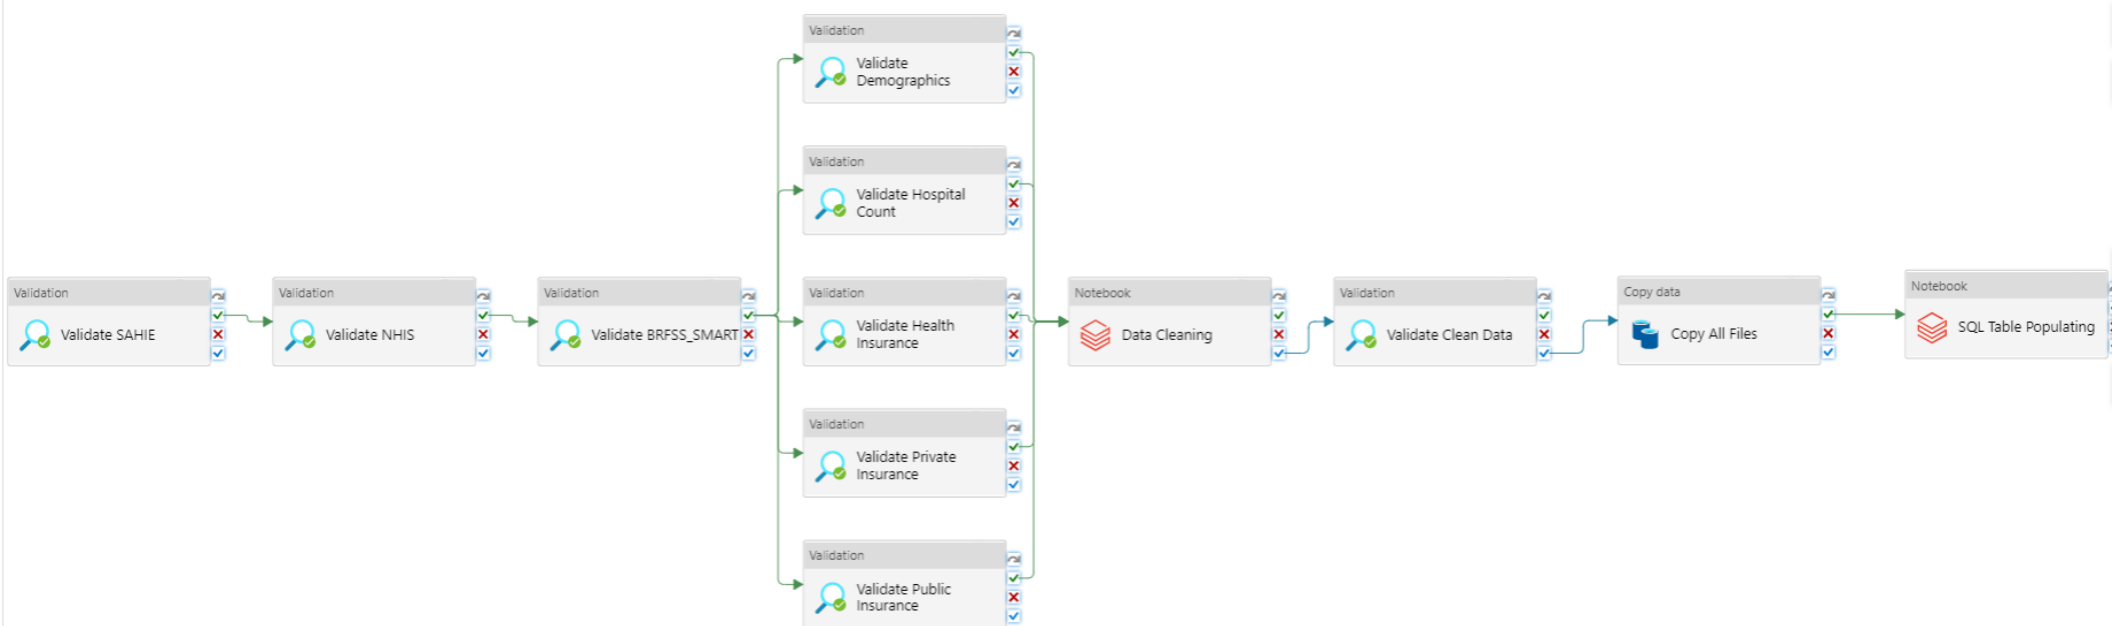 Validation
Validate SAHIE
Validation
Validate NHIS
Validation
Validate BRFSS_SMART
Validation
Validate
Demographics
Validation
Validate Hospital
Count
Validation
Validate Health
Insurance
Validation
Validate Private
Insurance
Validation
Validate Public
Insurance
Notebook
Data Cleaning
Validation
Validate Clean Data
Copy data
Copy All Files
Notebook
SQL Table Populating